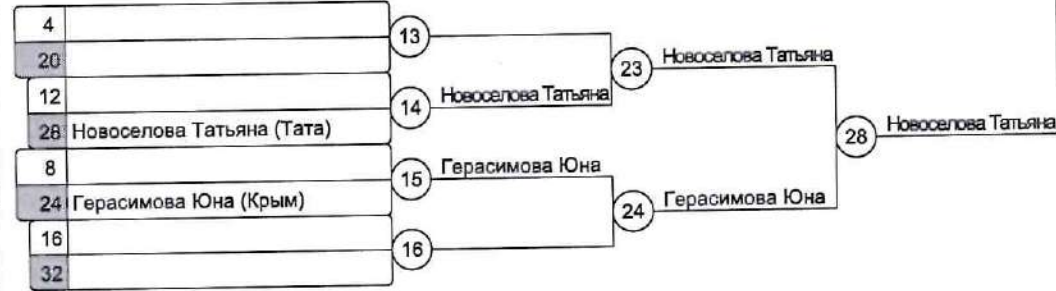 4
20
13
12
28 Новоселова Татьяна (Тата)
14 Новоселова Татьяна
23 Новоселова Татьяна
8
24 Герасимова Юна (Крым)
15 Герасимова Юна
16
32
16
24 Герасимова Юна
28 Новоселова Татьяна